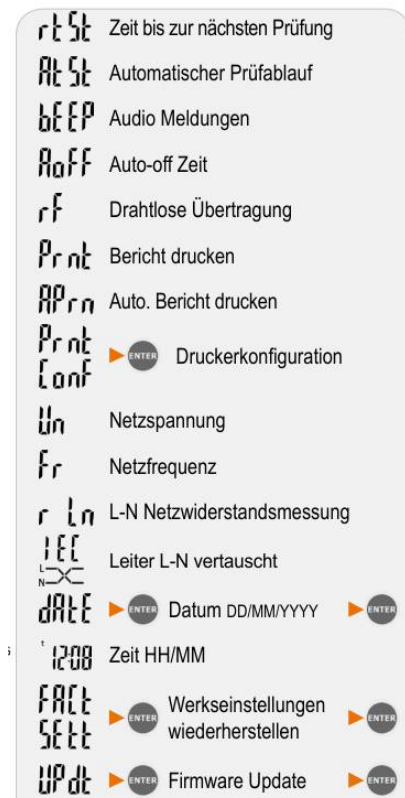 rtSt Zeit bis zur nächsten Prüfung
AtSt Automatischer Prüfablauf
bEEP Audio Meldungen
AoFF Auto-off Zeit
rF Drahtlose Übertragung
Prnt Bericht drucken
APrn Auto. Bericht drucken
Prnt
ConF ENTER Druckerkonfiguration
Un Netzspannung
Fr Netzfrequenz
r Ln L-N Netzwiderstandsmessung
IEC
L
N Leiter L-N vertauscht
dAtE ENTER Datum DD/MM/YYYY ENTER
t 12:08 Zeit HH/MM
FACt ENTER Werkseinstellungen ENTER
SEtt wiederherstellen
UPdt ENTER Firmware Update ENTER